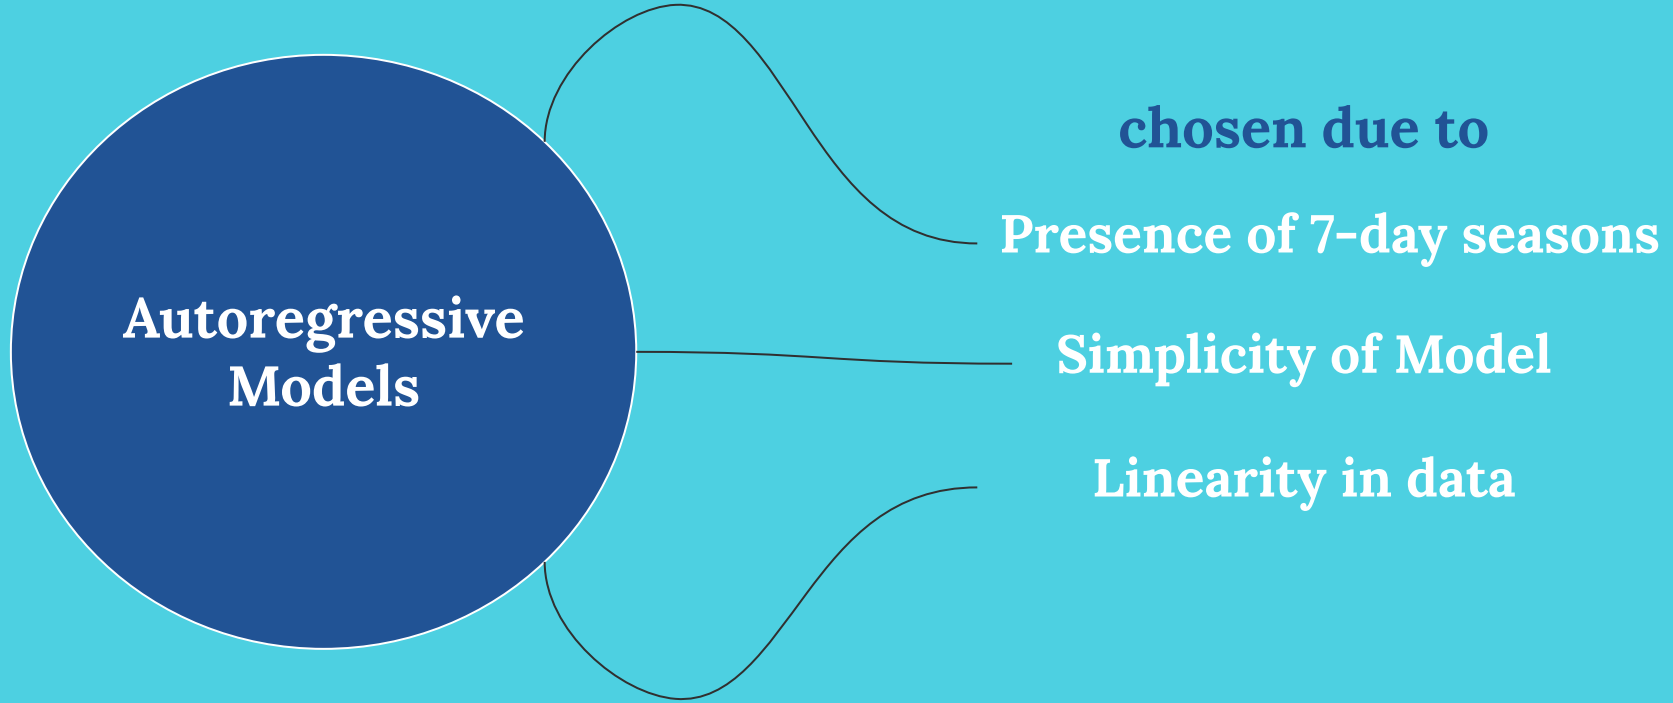 Autoregressive
Models
chosen due to
Presence of 7-day seasons
Simplicity of Model
Linearity in data